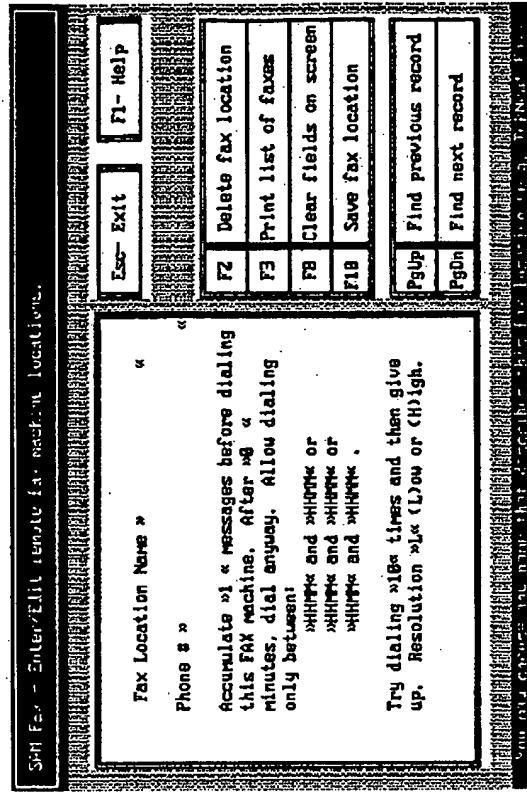 Fax - Enter/Edit remote fax machine locations.
Esc- Exit
F1- Help
Fax Location Name »   «
Phone # »   «
Accumulate »1 « messages before dialing
this FAX machine. After »0   «
minutes, dial anyway. Allow dialing
only between:
»HHMM« and »HHMM« or
»HHMM« and »HHMM« or
»HHMM« and »HHMM« .
Try dialing »10« times and then give
up. Resolution »L« (L)ow or (H)igh.
F2 Delete fax location
F3 Print list of faxes
F8 Clear fields on screen
F10 Save fax location
PgUp Find previous record
PgDn Find next record